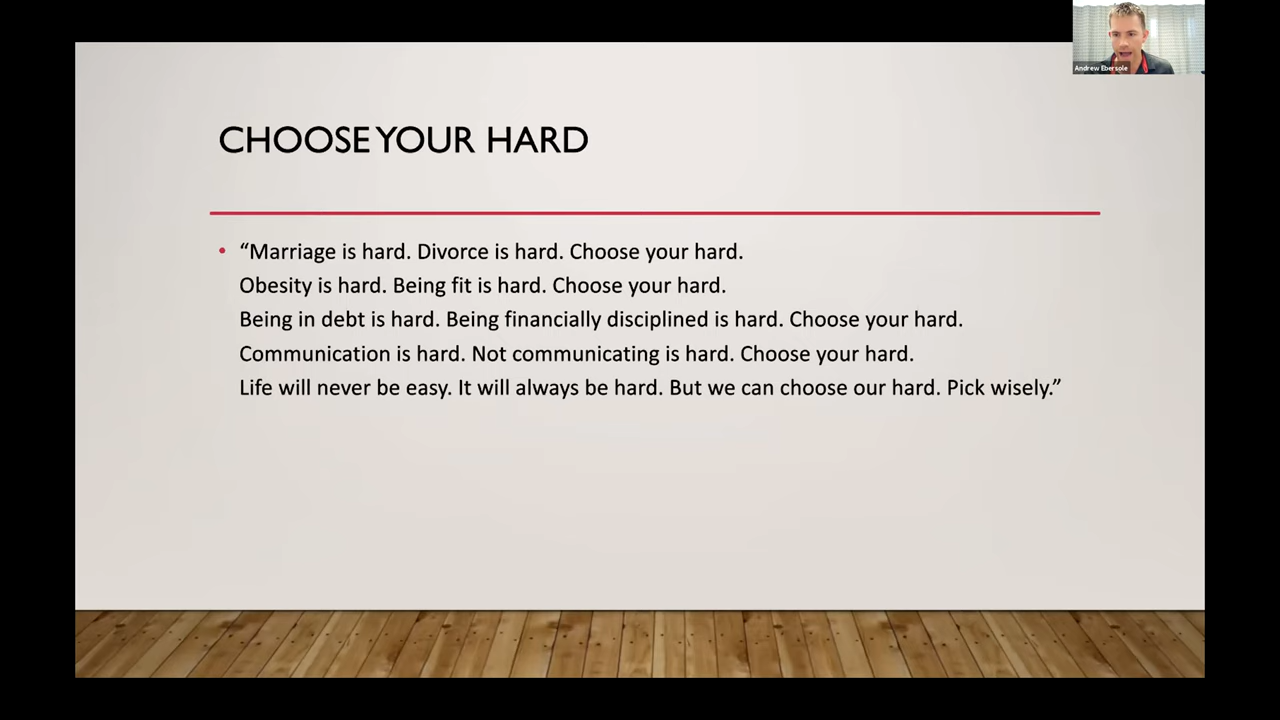 Andrew Ebersole
CHOOSE YOUR HARD
• “Marriage is hard. Divorce is hard. Choose your hard.
Obesity is hard. Being fit is hard. Choose your hard.
Being in debt is hard. Being financially disciplined is hard. Choose your hard.
Communication is hard. Not communicating is hard. Choose your hard.
Life will never be easy. It will always be hard. But we can choose our hard. Pick wisely.”